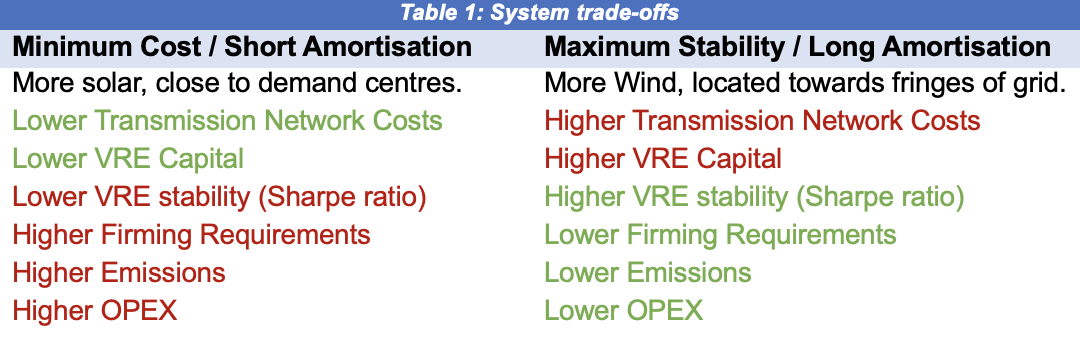 Table 1: System trade-offs
Minimum Cost / Short Amortisation Maximum Stability / Long Amortisation
More solar, close to demand centres. More Wind, located towards fringes of grid.
Lower Transmission Network Costs Higher Transmission Network Costs
Lower VRE Capital Higher VRE Capital
Lower VRE stability (Sharpe ratio) Higher VRE stability (Sharpe ratio)
Higher Firming Requirements Lower Firming Requirements
Higher Emissions Lower Emissions
Higher OPEX Lower OPEX